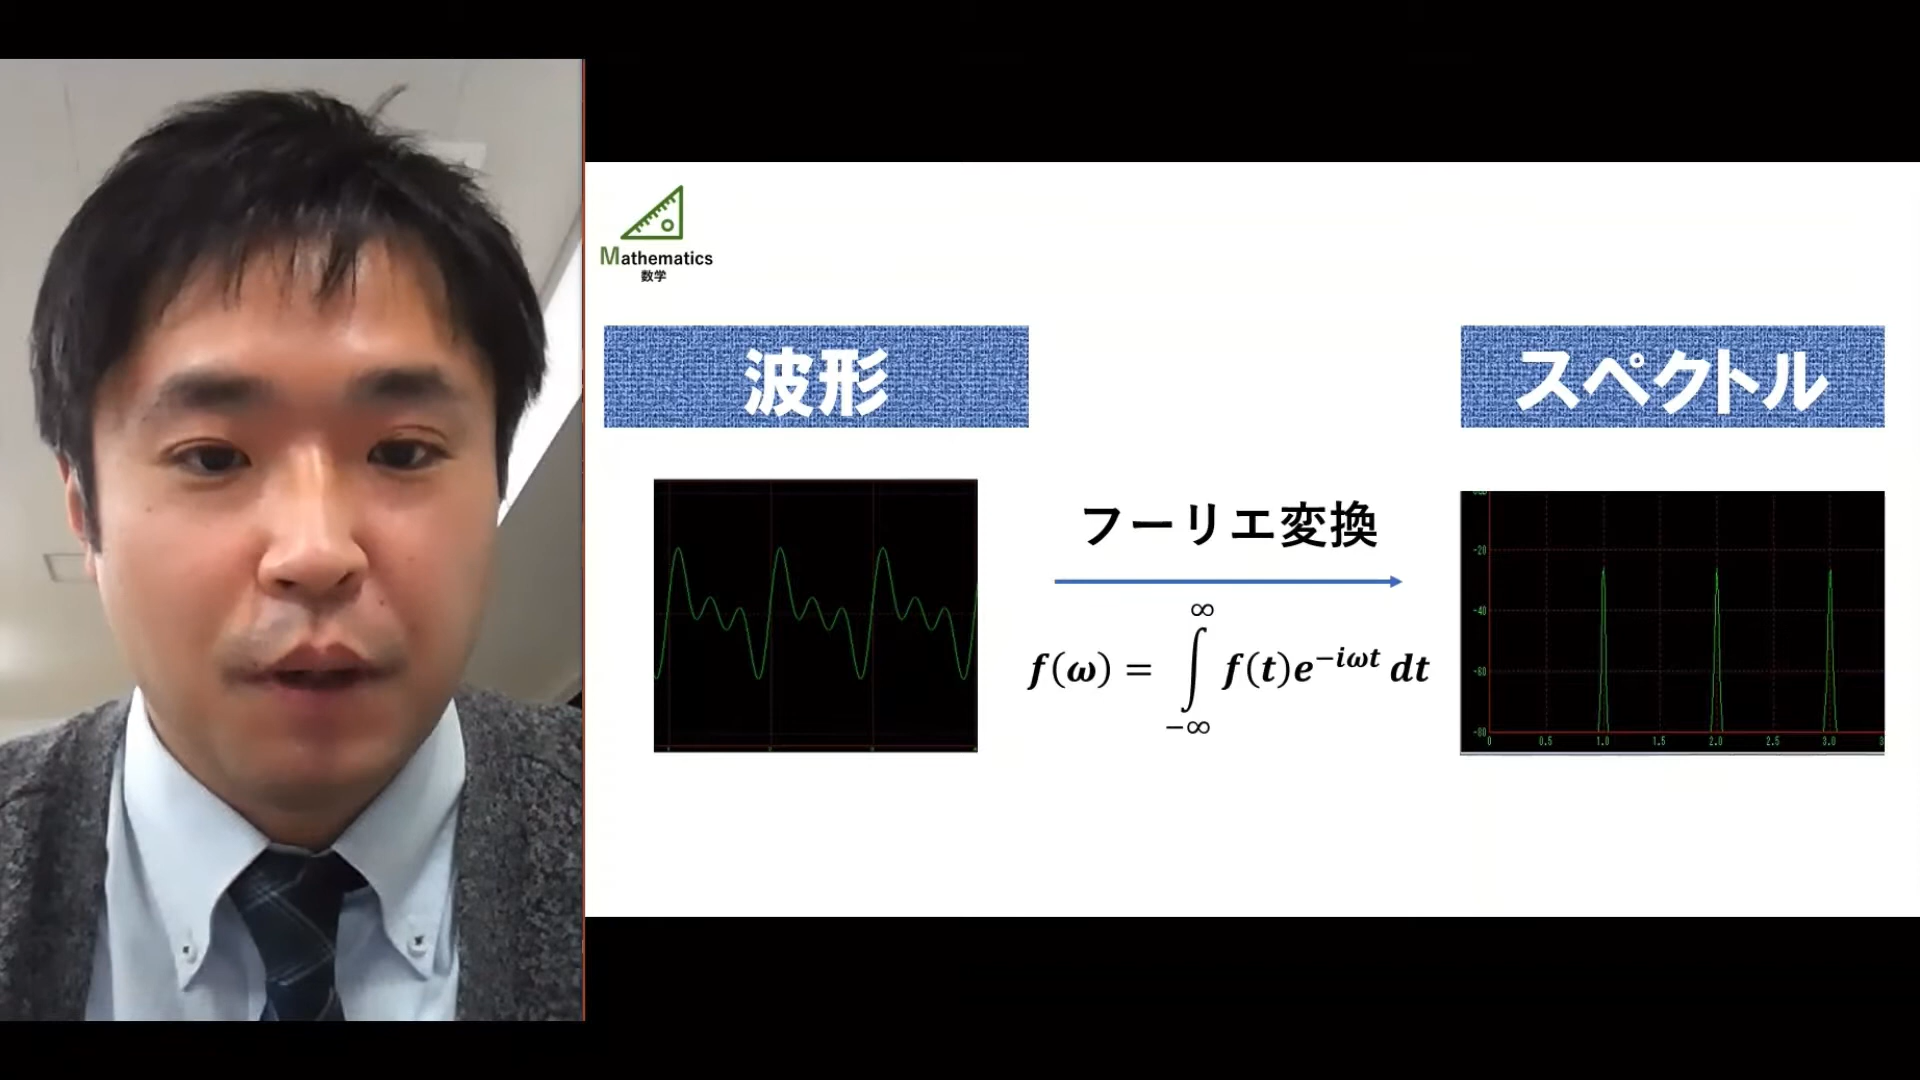 Mathematics
数学
波形
スペクトル
フーリエ変換
f(ω) = ∫_{-∞}^{∞} f(t)e^{-iωt} dt
-20
-40
-60
-80
0 0.5 1.0 1.5 2.0 2.5 3.0